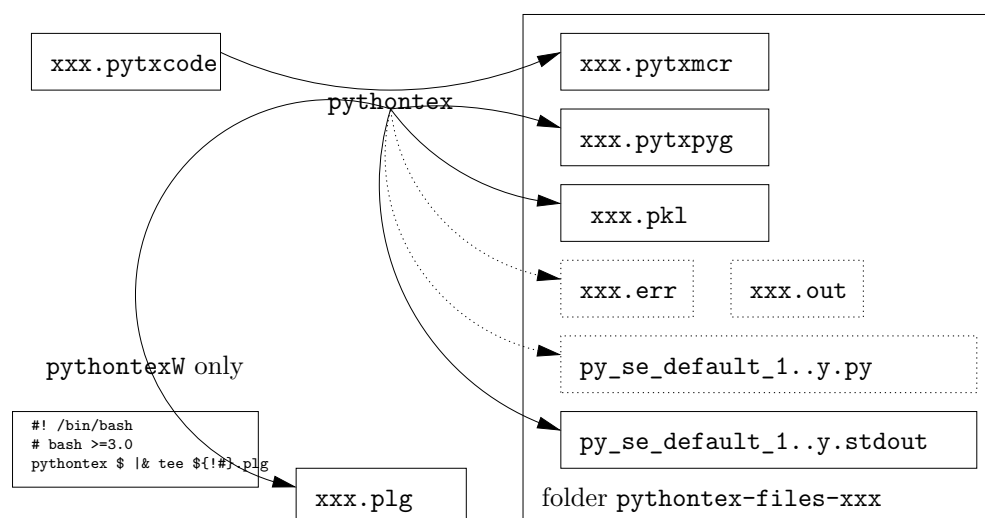 xxx.pytxcode
xxx.pytxmcr
pythontex
xxx.pytxpyg
xxx.pkl
xxx.err
xxx.out
pythontexW only
py_se_default_1..y.py
#! /bin/bash
# bash >=3.0
pythontex $ |& tee ${!#}.plg
py_se_default_1..y.stdout
xxx.plg
folder pythontex-files-xxx